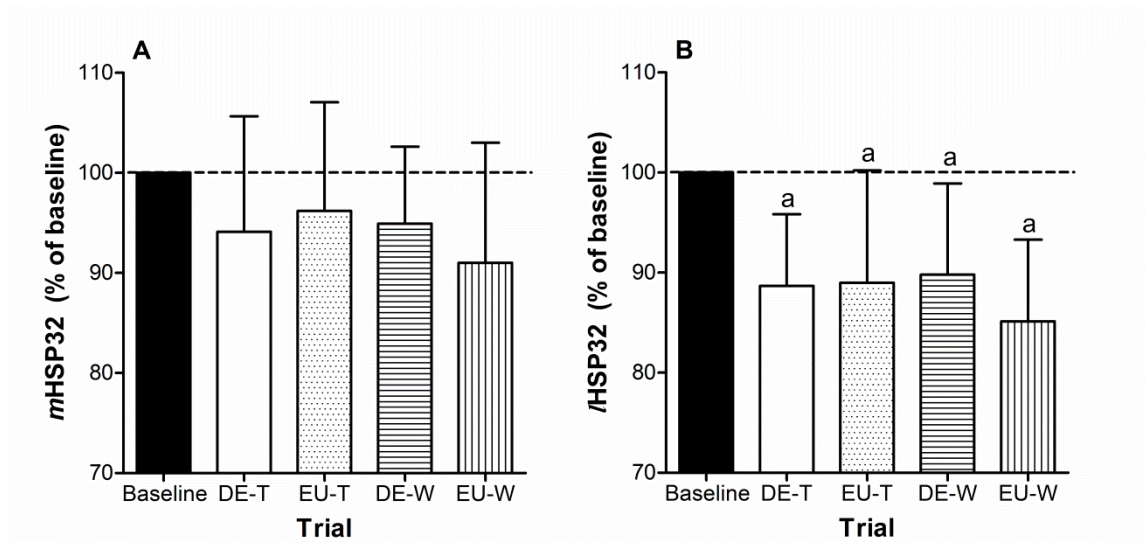 A
mHSP32 (% of baseline)
110
100
90
80
70
Baseline DE-T EU-T DE-W EU-W
Trial
B
lHSP32 (% of baseline)
110
100
90
80
70
a
a
a
a
Baseline DE-T EU-T DE-W EU-W
Trial